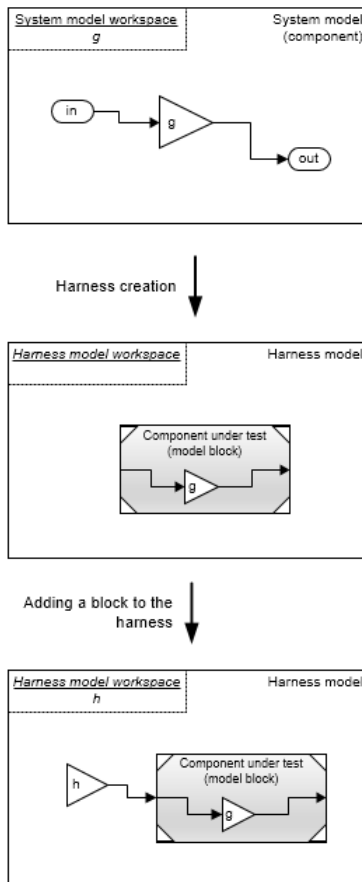 System model workspace
g
System model
(component)
in
g
out
Harness creation
Harness model workspace
Harness model
Component under test
(model block)
g
Adding a block to the
harness
Harness model workspace
h
Harness model
Component under test
(model block)
h
g